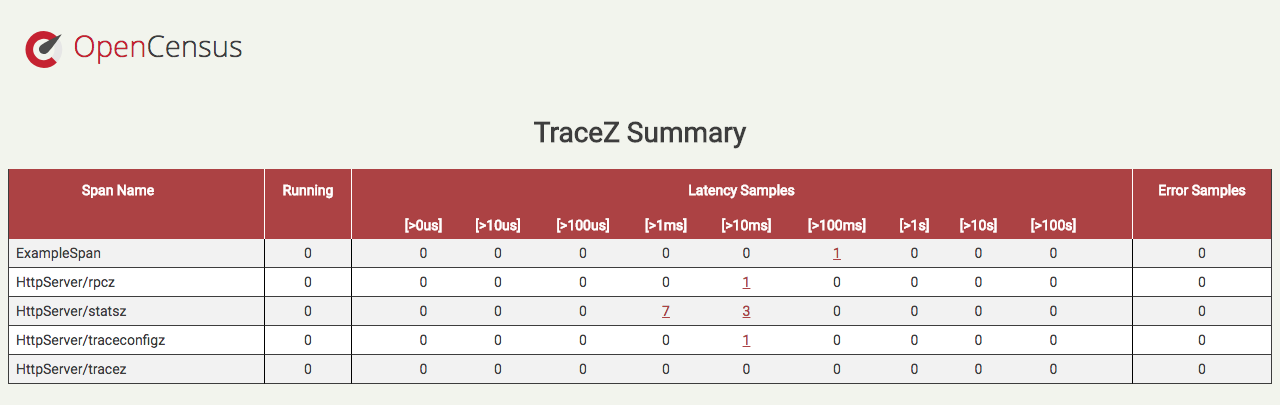 OpenCensus
TraceZ Summary
Span Name Running Latency Samples Error Samples
[>0us] [>10us] [>100us] [>1ms] [>10ms] [>100ms] [>1s] [>10s] [>100s]
ExampleSpan 0 0 0 0 0 0 1 0 0 0 0
HttpServer/rpcz 0 0 0 0 0 1 0 0 0 0 0
HttpServer/statsz 0 0 0 0 7 3 0 0 0 0 0
HttpServer/traceconfigz 0 0 0 0 0 1 0 0 0 0 0
HttpServer/tracez 0 0 0 0 0 0 0 0 0 0 0